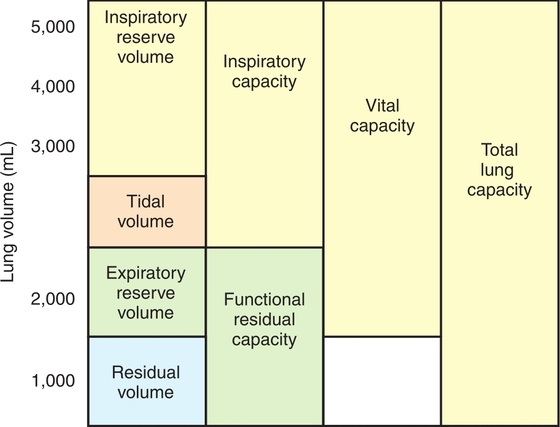 Lung volume (mL)
5,000
4,000
3,000
2,000
1,000
Inspiratory
reserve
volume
Tidal
volume
Expiratory
reserve
volume
Residual
volume
Inspiratory
capacity
Functional
residual
capacity
Vital
capacity
Total
lung
capacity